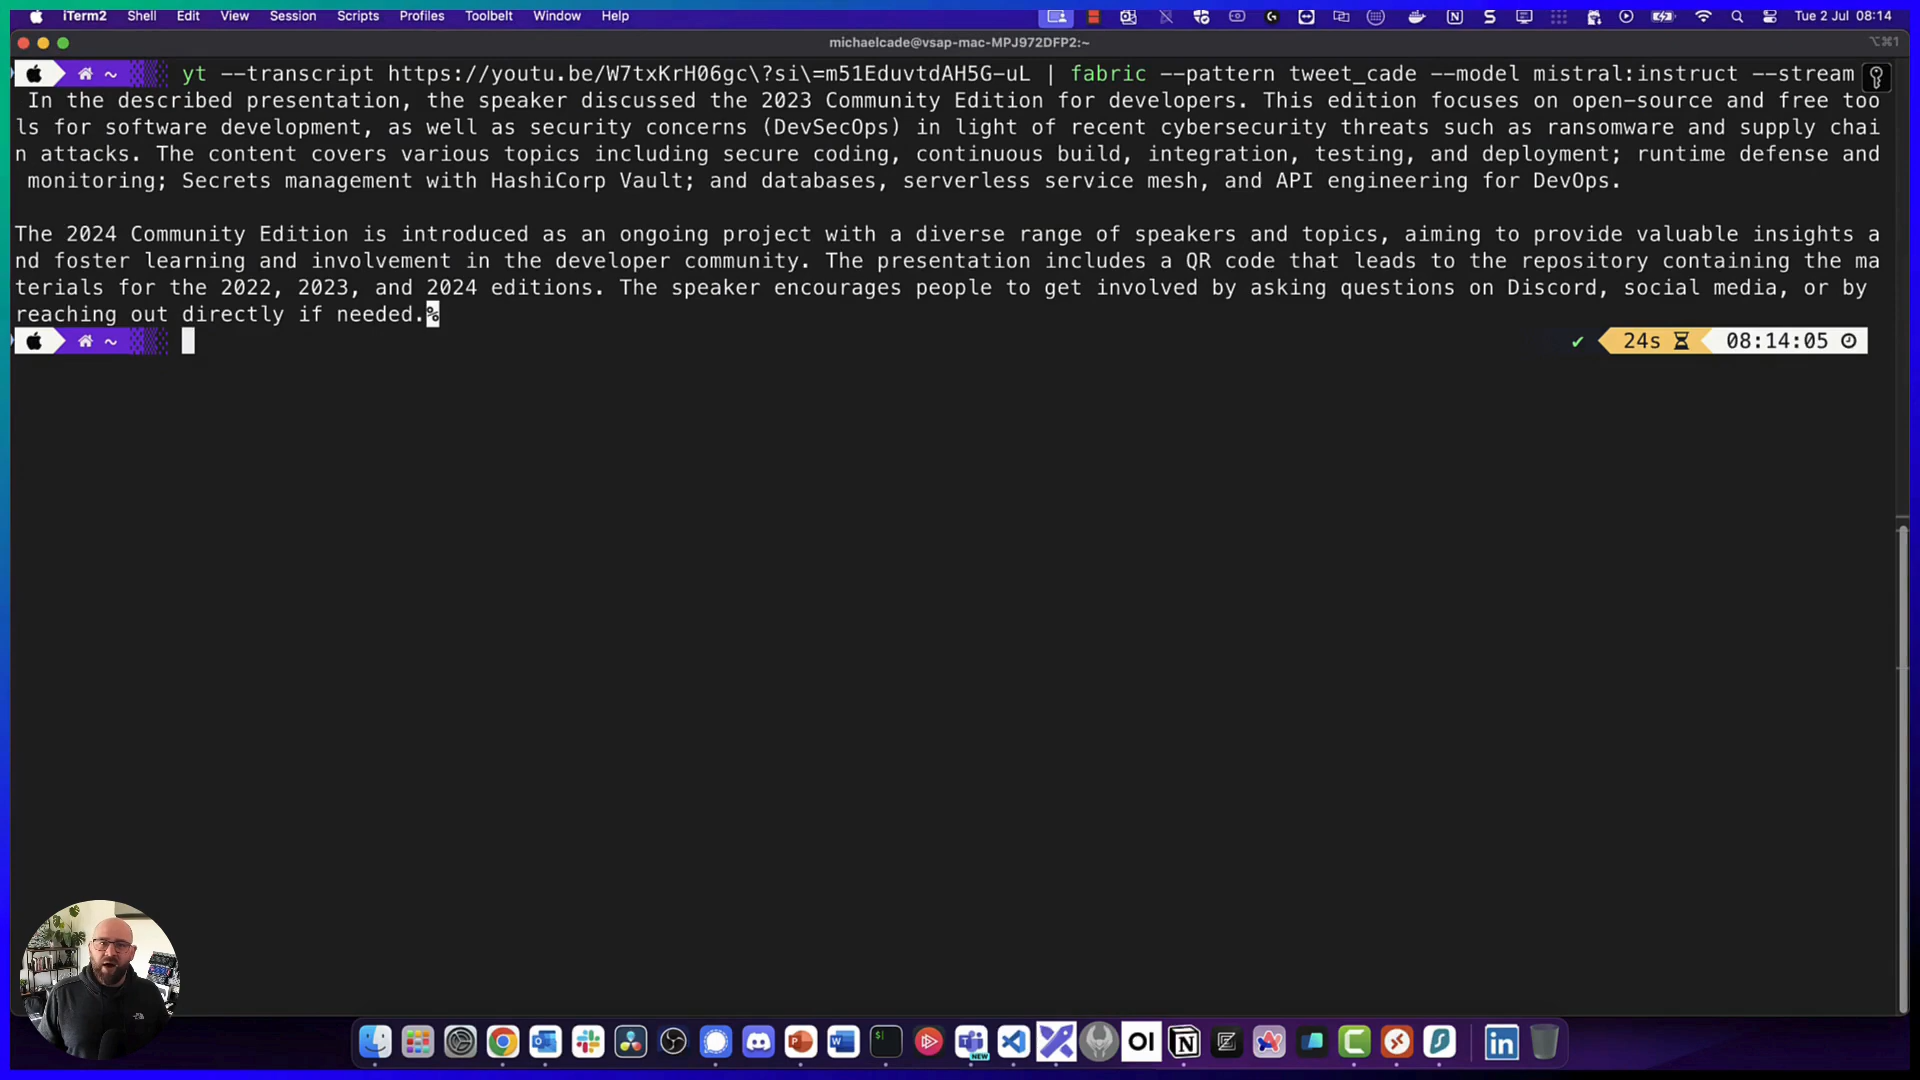 iTerm2 Shell Edit View Session Scripts Profiles Toolbelt Window Help Tue 2 Jul 08:14
michaelcade@vsap-mac-MPJ972DFP2:~ ⌥⌘1
~ yt --transcript https://youtu.be/W7txKrH06gc\?si\=m51EduvtdAH5G-uL | fabric --pattern tweet_cade --model mistral:instruct --stream
In the described presentation, the speaker discussed the 2023 Community Edition for developers. This edition focuses on open-source and free too
ls for software development, as well as security concerns (DevSecOps) in light of recent cybersecurity threats such as ransomware and supply chai
n attacks. The content covers various topics including secure coding, continuous build, integration, testing, and deployment; runtime defense and
monitoring; Secrets management with HashiCorp Vault; and databases, serverless service mesh, and API engineering for DevOps.
The 2024 Community Edition is introduced as an ongoing project with a diverse range of speakers and topics, aiming to provide valuable insights a
nd foster learning and involvement in the developer community. The presentation includes a QR code that leads to the repository containing the ma
terials for the 2022, 2023, and 2024 editions. The speaker encourages people to get involved by asking questions on Discord, social media, or by
reaching out directly if needed.%
~ ✔ 24s 08:14:05
$| NEW OI in